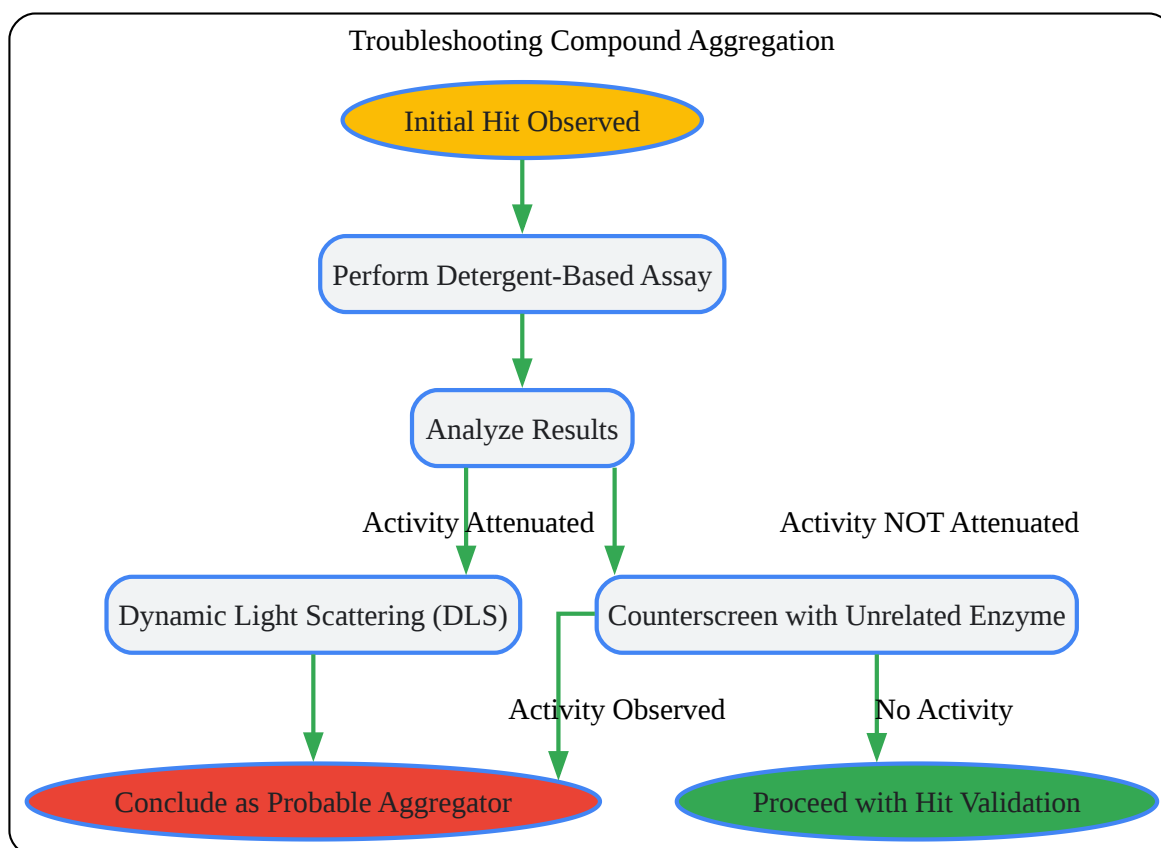 Troubleshooting Compound Aggregation
Initial Hit Observed
Perform Detergent-Based Assay
Analyze Results
Activity Attenuated
Activity NOT Attenuated
Dynamic Light Scattering (DLS)
Counterscreen with Unrelated Enzyme
Activity Observed
No Activity
Conclude as Probable Aggregator
Proceed with Hit Validation